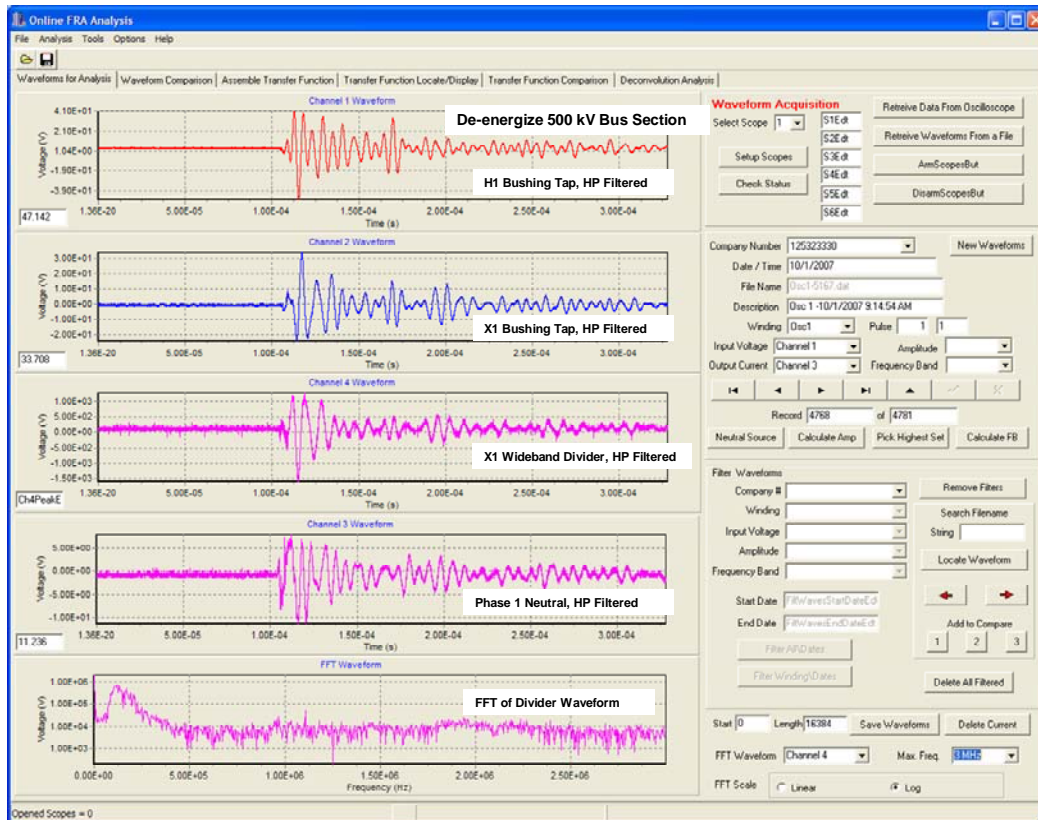 Online FRA Analysis
File Analysis Tools Options Help
Waveforms for Analysis Waveform Comparison Assemble Transfer Function Transfer Function Locate/Display Transfer Function Comparison Deconvolution Analysis
Channel 1 Waveform
De-energize 500 kV Bus Section
H1 Bushing Tap, HP Filtered
Voltage (V)
4.10E+01
2.10E+01
1.04E+00
-1.90E+01
-3.90E+01
47.142
1.36E-20 5.00E-05 1.00E-04 1.50E-04 2.00E-04 2.50E-04 3.00E-04
Time (s)
Channel 2 Waveform
X1 Bushing Tap, HP Filtered
Voltage (V)
3.00E+01
2.00E+01
1.00E+01
0.00E+00
-1.00E+01
-2.00E+01
33.708
1.36E-20 5.00E-05 1.00E-04 1.50E-04 2.00E-04 2.50E-04 3.00E-04
Time (s)
Channel 4 Waveform
X1 Wideband Divider, HP Filtered
Voltage (V)
1.00E+03
5.00E+02
0.00E+00
-5.00E+02
-1.00E+03
-1.50E+03
Ch4PeakE
1.36E-20 5.00E-05 1.00E-04 1.50E-04 2.00E-04 2.50E-04 3.00E-04
Time (s)
Channel 3 Waveform
Phase 1 Neutral, HP Filtered
Voltage (V)
5.00E+00
0.00E+00
-5.00E+00
-1.00E+01
11.236
1.36E-20 5.00E-05 1.00E-04 1.50E-04 2.00E-04 2.50E-04 3.00E-04
Time (s)
FFT Waveform
FFT of Divider Waveform
Voltage (V)
1.00E+05
1.00E+04
1.00E+03
0.00E+00 5.00E+05 1.00E+06 1.50E+06 2.00E+06 2.50E+06
Frequency (Hz)
Opened Scopes = 0
Waveform Acquisition
Select Scope 1
S1Edt
S2Edt
S3Edt
S4Edt
S5Edt
S6Edt
Setup Scopes
Check Status
Retreive Data From Oscilloscope
Retreive Waveforms From a File
ArmScopesBut
DisarmScopesBut
Company Number 125323330 New Waveforms
Date / Time 10/1/2007
File Name Osc1-5167.dat
Description Osc 1 -10/1/2007 9:14:54 AM
Winding Osc1 Pulse 1 1
Input Voltage Channel 1 Amplitude
Output Current Channel 3 Frequency Band
Record 4768 of 4781
Neutral Source Calculate Amp Pick Highest Set Calculate FB
Filter Waveforms
Company # Remove Filters
Winding Search Filename
Input Voltage String
Amplitude Locate Waveform
Frequency Band
Start Date FiltWavesStartDateEd
End Date FiltWavesEndDateEdt
Add to Compare
1 2 3
Filter All\Dates
Filter Winding\Dates
Delete All Filtered
Start 0 Length 16384 Save Waveforms Delete Current
FFT Waveform Channel 4 Max. Freq. 3 MHz
FFT Scale Linear Log